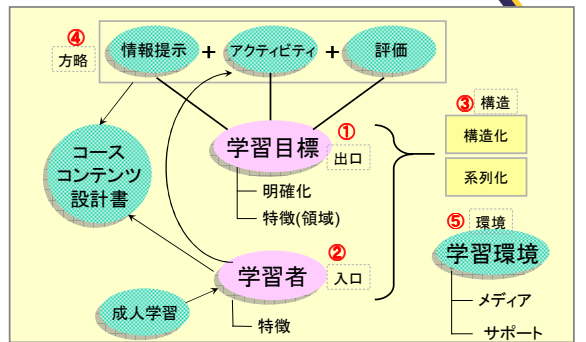 ④
方略
情報提示
+
アクティビティ
+
評価
①
学習目標
出口
明確化
特徴(領域)
③
構造
構造化
系列化
コース
コンテンツ
設計書
②
学習者
入口
特徴
成人学習
⑤
環境
学習環境
メディア
サポート